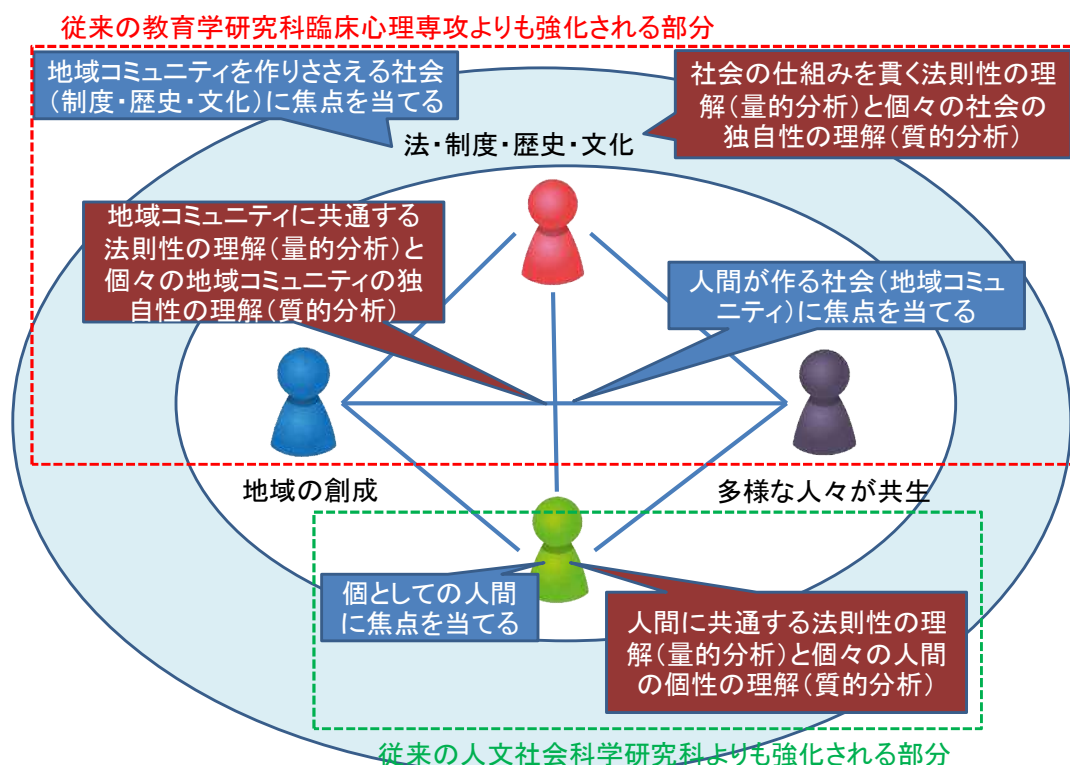 従来の教育学研究科臨床心理専攻よりも強化される部分
地域コミュニティを作りささえる社会
(制度・歴史・文化)に焦点を当てる
社会の仕組みを貫く法則性の理
解(量的分析)と個々の社会の
独自性の理解(質的分析)
法・制度・歴史・文化
地域コミュニティに共通する
法則性の理解(量的分析)と
個々の地域コミュニティの独
自性の理解(質的分析)
人間が作る社会(地域コミュ
ニティ)に焦点を当てる
地域の創成
多様な人々が共生
個としての人間
に焦点を当てる
人間に共通する法則性の理
解(量的分析)と個々の人間
の個性の理解(質的分析)
従来の人文社会科学研究科よりも強化される部分